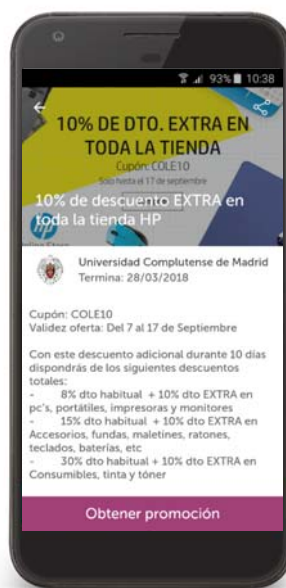 93% 10:38
10% DE DTO. EXTRA EN
TODA LA TIENDA
Cupón: COLE10
Solo hasta el 17 de septiembre
10% de descuento EXTRA en
toda la tienda HP
hp
Universidad Complutense de Madrid
Termina: 28/03/2018
Cupón: COLE10
Validez oferta: Del 7 al 17 de Septiembre
Con este descuento adicional durante 10 días
dispondrás de los siguientes descuentos
totales:
- 8% dto habitual + 10% dto EXTRA en
pc's, portátiles, impresoras y monitores
- 15% dto habitual + 10% dto EXTRA en
Accesorios, fundas, maletines, ratones,
teclados, baterías, etc
- 30% dto habitual + 10% dto EXTRA en
Consumibles, tinta y tóner
Obtener promoción